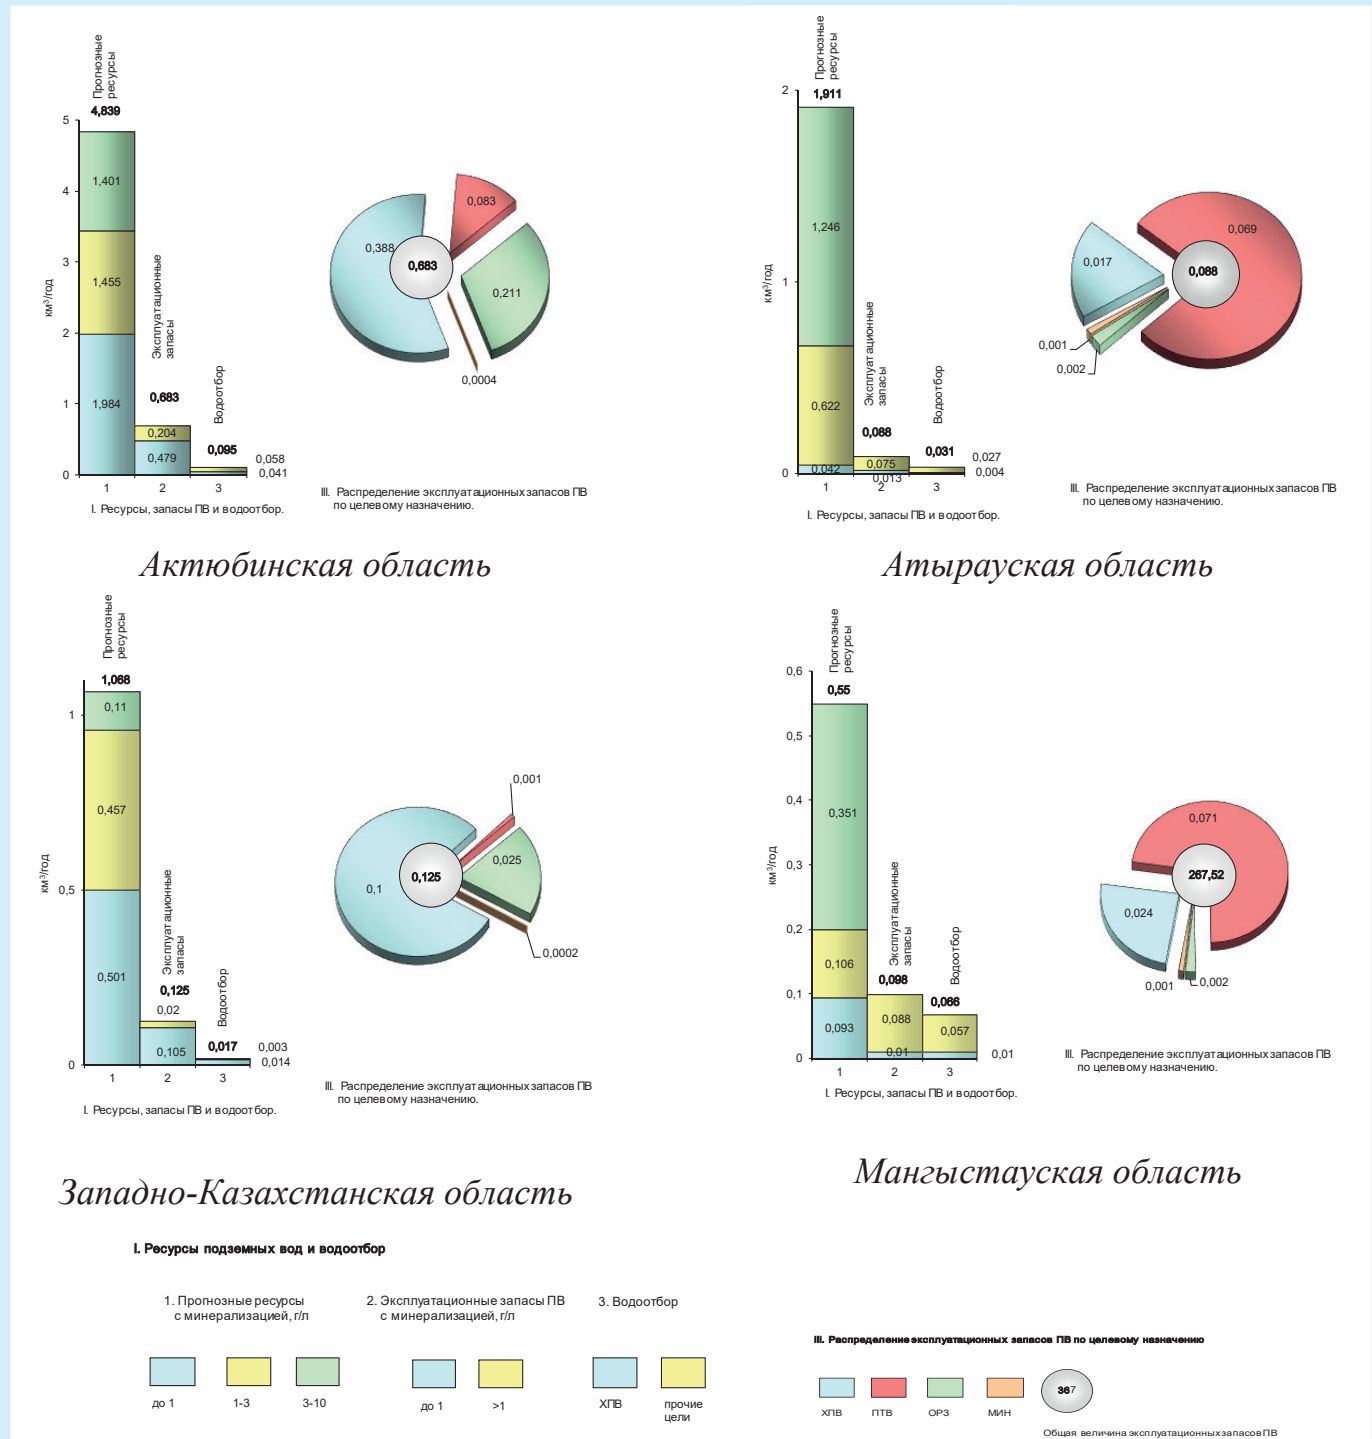 Прогнозные
ресурсы
4,839
км³/год
5
4
3
2
1
0
1,401
1,455
1,984
Эксплуатационные
запасы
0,683
0,204
0,479
Водоотбор
0,095
0,058
0,041
1
2
3
I. Ресурсы, запасы ПВ и водоотбор.
0,388
0,683
0,083
0,211
0,0004
III. Распределение эксплуатационных запасов ПВ
по целевому назначению.
Актюбинская область
Прогнозные
ресурсы
1,911
км³/год
2
1
0
1,246
0,622
0,042
Эксплуатационные
запасы
0,088
0,075
0,013
Водоотбор
0,031
0,027
0,004
1
2
3
I. Ресурсы, запасы ПВ и водоотбор.
0,017
0,088
0,069
0,001
0,002
III. Распределение эксплуатационных запасов ПВ
по целевому назначению.
Атырауская область
Прогнозные
ресурсы
1,068
км³/год
1
0,5
0
0,11
0,457
0,501
Эксплуатационные
запасы
0,125
0,02
0,105
Водоотбор
0,017
0,003
0,014
1
2
3
I. Ресурсы, запасы ПВ и водоотбор.
0,1
0,125
0,001
0,025
0,0002
III. Распределение эксплуатационных запасов ПВ
по целевому назначению.
Западно-Казахстанская область
Прогнозные
ресурсы
0,55
км³/год
0,6
0,5
0,4
0,3
0,2
0,1
0
0,351
0,106
0,093
Эксплуатационные
запасы
0,098
0,088
0,01
Водоотбор
0,066
0,057
0,01
1
2
3
I. Ресурсы, запасы ПВ и водоотбор.
0,071
267,52
0,024
0,001
0,002
III. Распределение эксплуатационных запасов ПВ
по целевому назначению.
Мангыстауская область
I. Ресурсы подземных вод и водоотбор
1. Прогнозные ресурсы
с минерализацией, г/л
до 1
1-3
3-10
2. Эксплуатационные запасы ПВ
с минерализацией, г/л
до 1
>1
3. Водоотбор
ХПВ
прочие
цели
III. Распределение эксплуатационных запасов ПВ по целевому назначению
ХПВ
ПТВ
ОРЗ
МИН
367
Общая величина эксплуатационных запасов ПВ